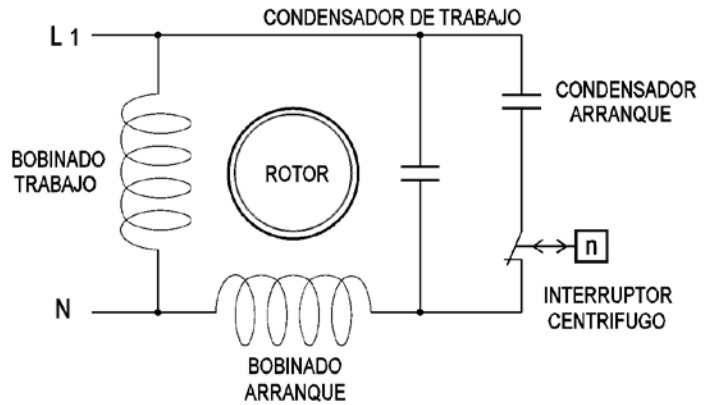 CONDENSADOR DE TRABAJO
L 1
CONDENSADOR
ARRANQUE
BOBINADO
TRABAJO
ROTOR
n
N
INTERRUPTOR
CENTRIFUGO
BOBINADO
ARRANQUE